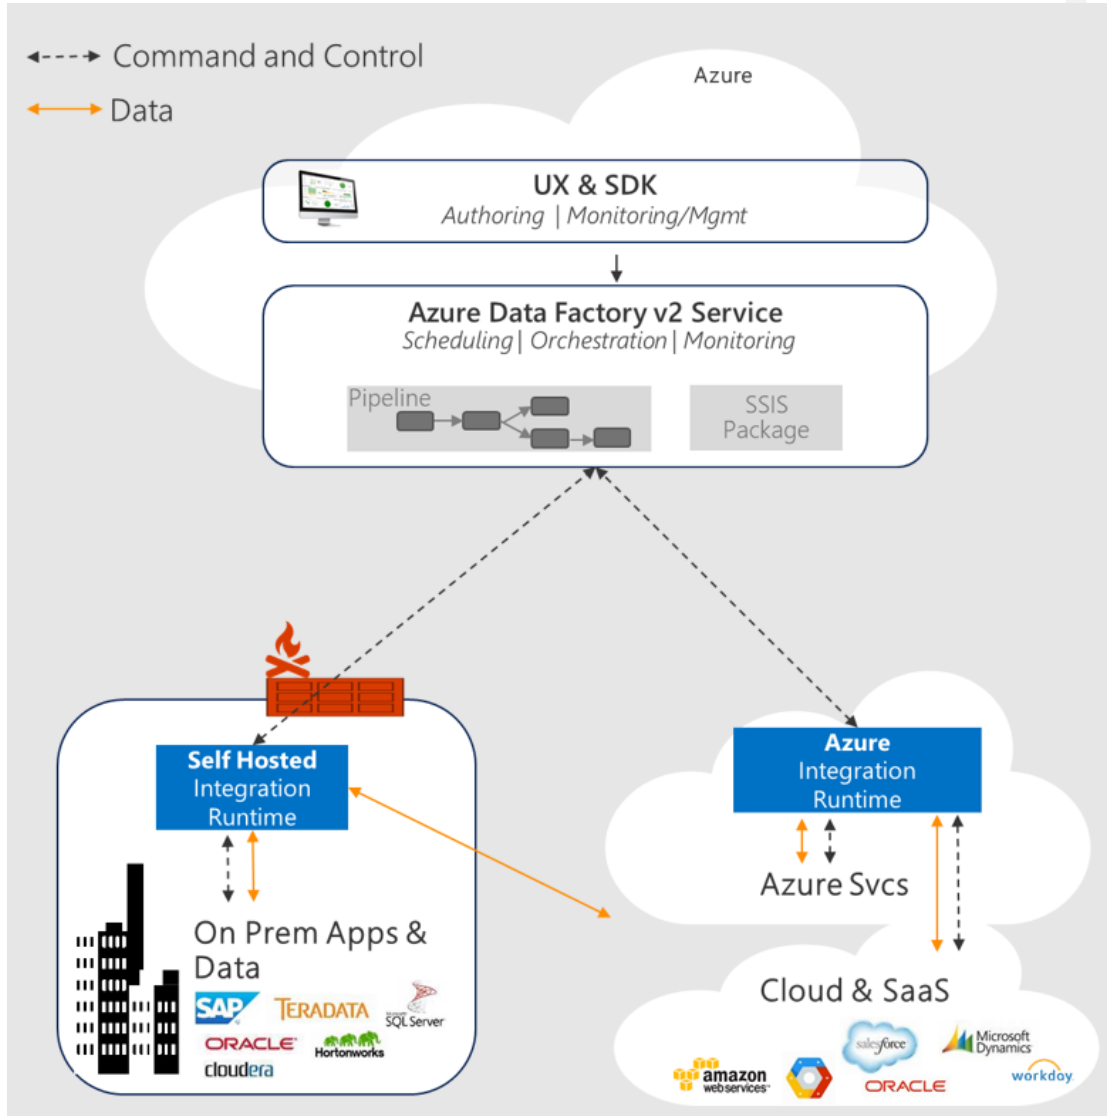 Command and Control
Data
Azure
UX & SDK
Authoring | Monitoring/Mgmt
Azure Data Factory v2 Service
Scheduling | Orchestration | Monitoring
Pipeline
SSIS
Package
Self Hosted
Integration
Runtime
On Prem Apps &
Data
SAP
TERADATA
Microsoft
SQL Server
ORACLE
Hortonworks
cloudera
Azure
Integration
Runtime
Azure Svcs
Cloud & SaaS
salesforce
Microsoft
Dynamics
amazon
web services
ORACLE
workday